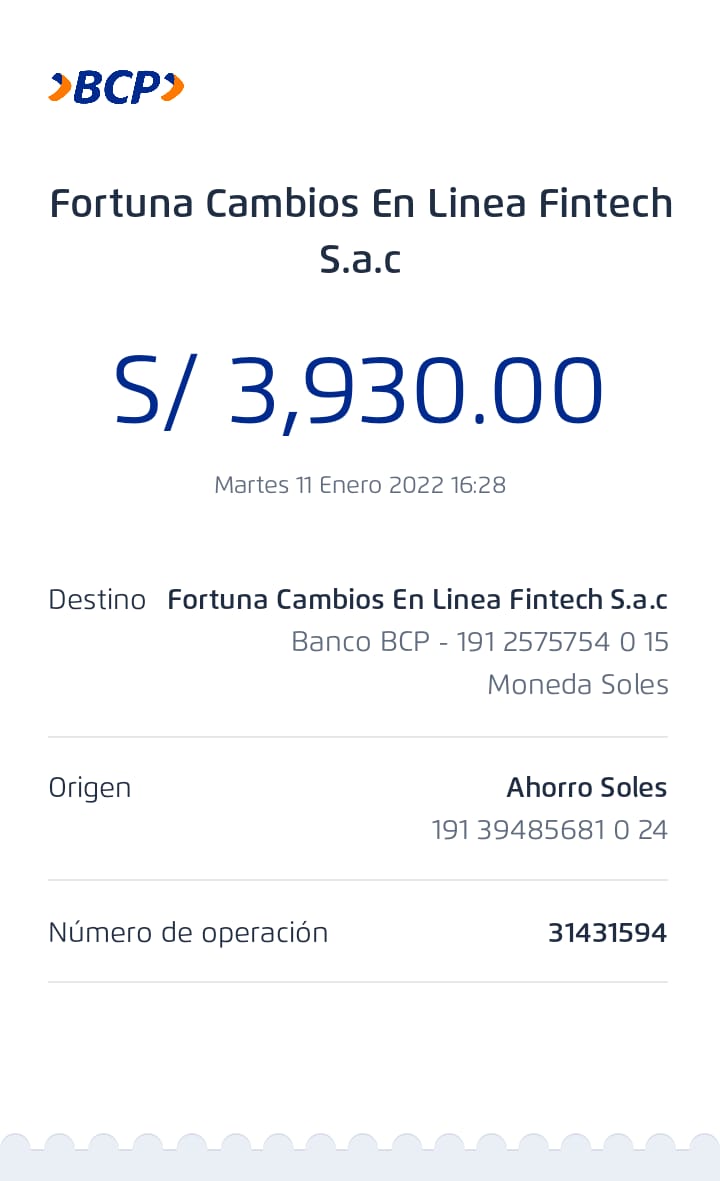 BCP
Fortuna Cambios En Linea Fintech
S.a.c
S/ 3,930.00
Martes 11 Enero 2022 16:28
Destino Fortuna Cambios En Linea Fintech S.a.c
Banco BCP - 191 2575754 0 15
Moneda Soles
Origen Ahorro Soles
191 39485681 0 24
Número de operación 31431594